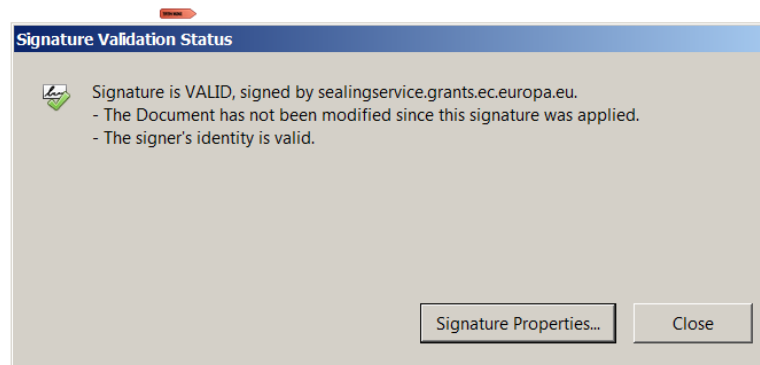 Signature Validation Status
Signature is VALID, signed by sealingservice.grants.ec.europa.eu.
- The Document has not been modified since this signature was applied.
- The signer's identity is valid.
Signature Properties...
Close